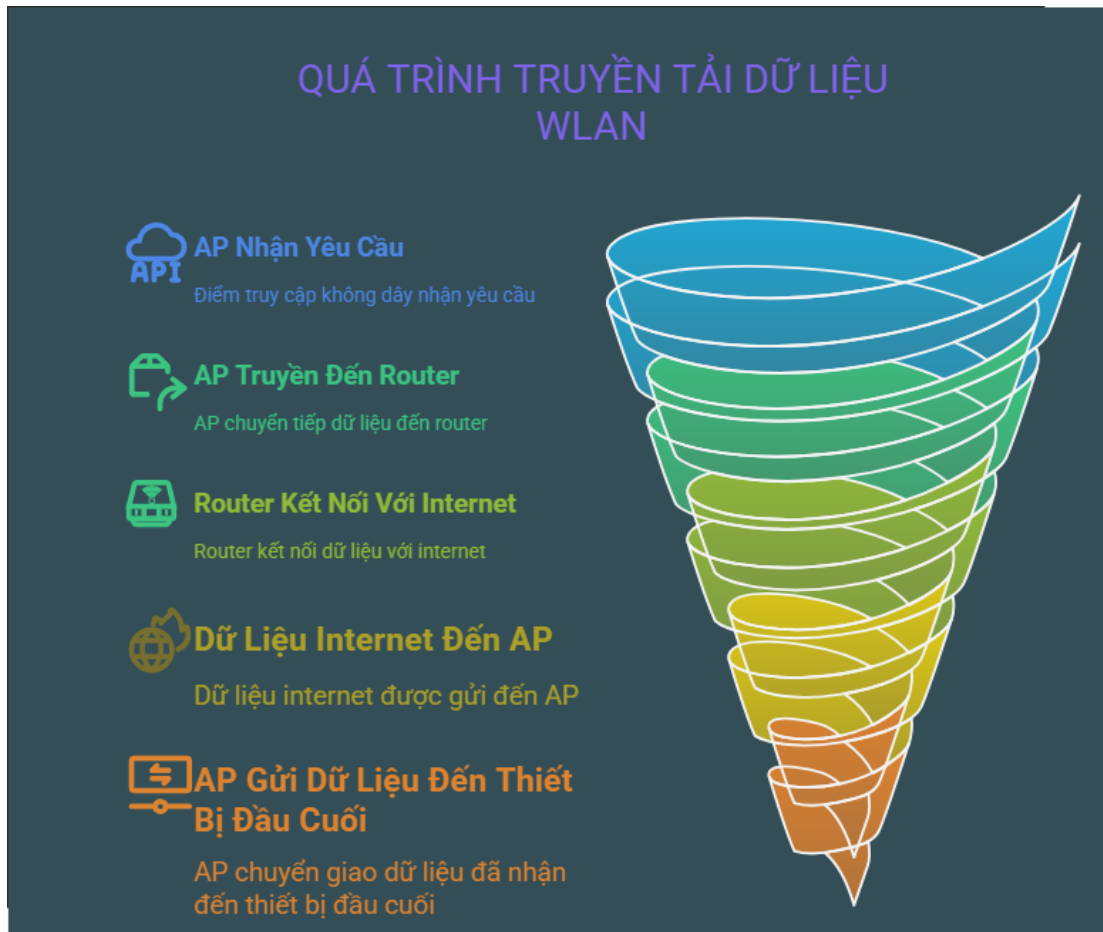 QUÁ TRÌNH TRUYỀN TẢI DỮ LIỆU
WLAN
API
AP Nhận Yêu Cầu
Điểm truy cập không dây nhận yêu cầu
AP Truyền Đến Router
AP chuyển tiếp dữ liệu đến router
Router Kết Nối Với Internet
Router kết nối dữ liệu với internet
Dữ Liệu Internet Đến AP
Dữ liệu internet được gửi đến AP
AP Gửi Dữ Liệu Đến Thiết
Bị Đầu Cuối
AP chuyển giao dữ liệu đã nhận
đến thiết bị đầu cuối